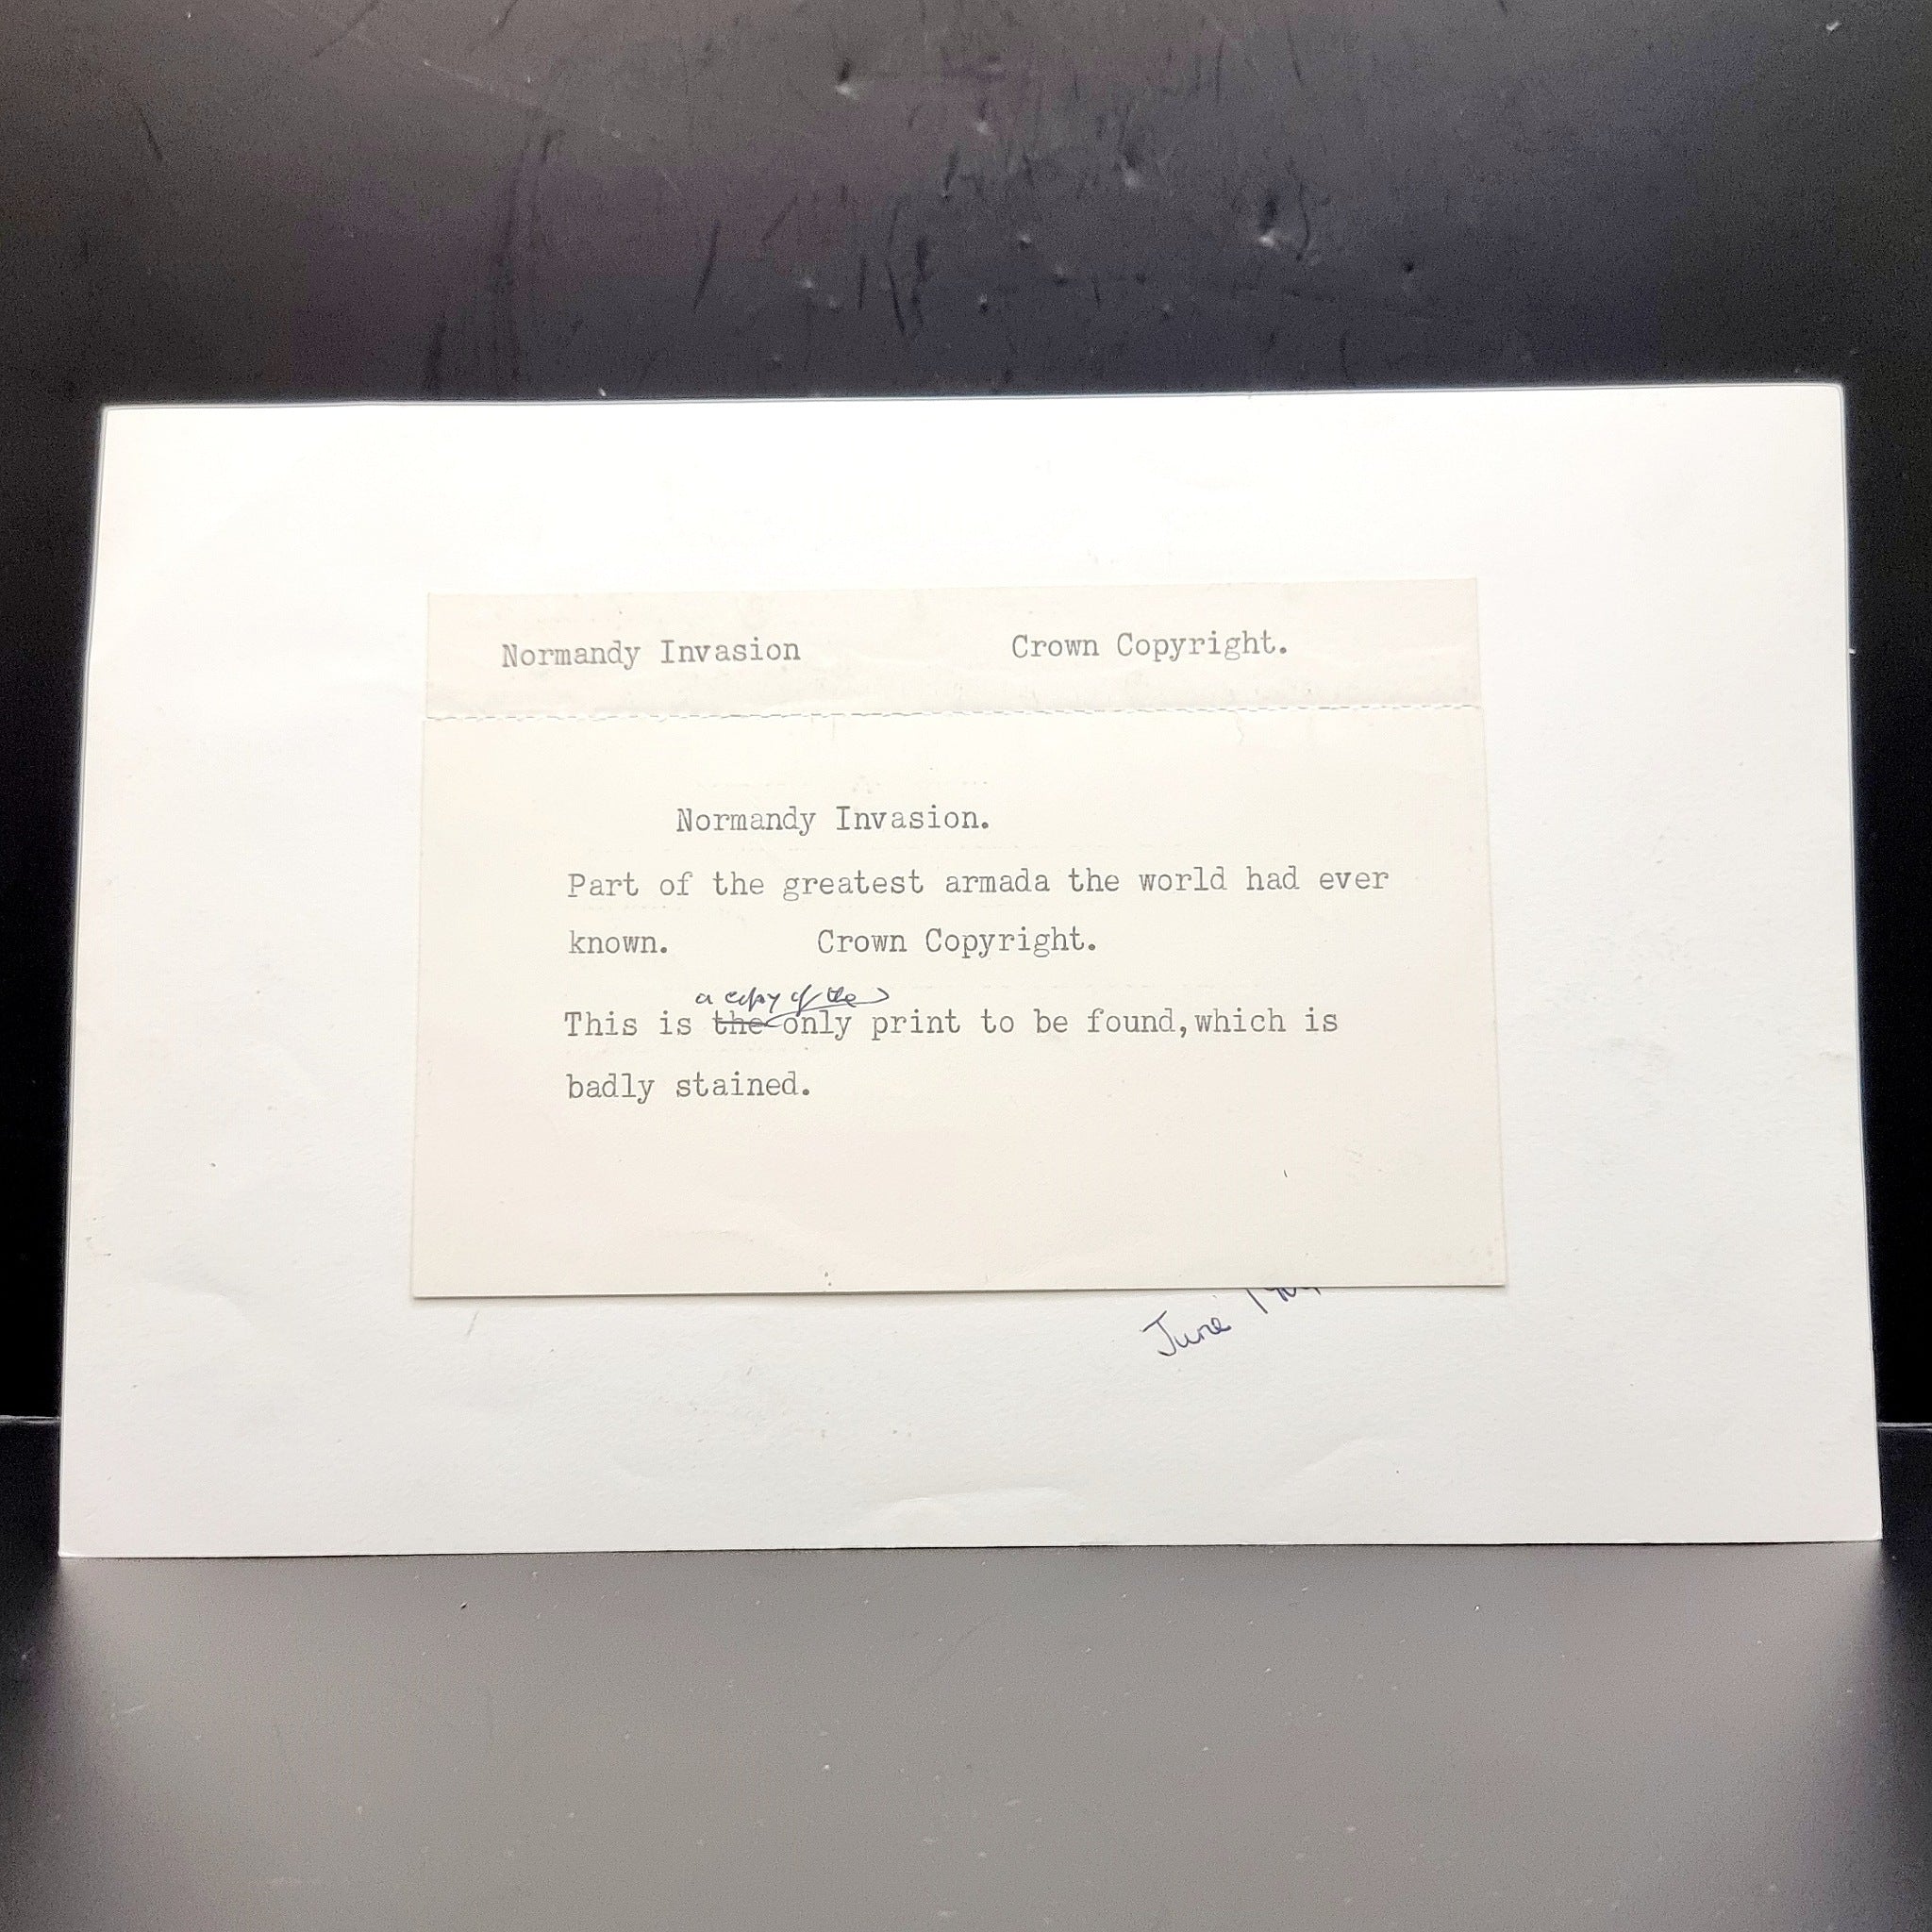 Normandy Invasion Crown Copyright.
Normandy Invasion.
Part of the greatest armada the world had ever
known. Crown Copyright.
a copy of the
This is the only print to be found,which is
badly stained.
June